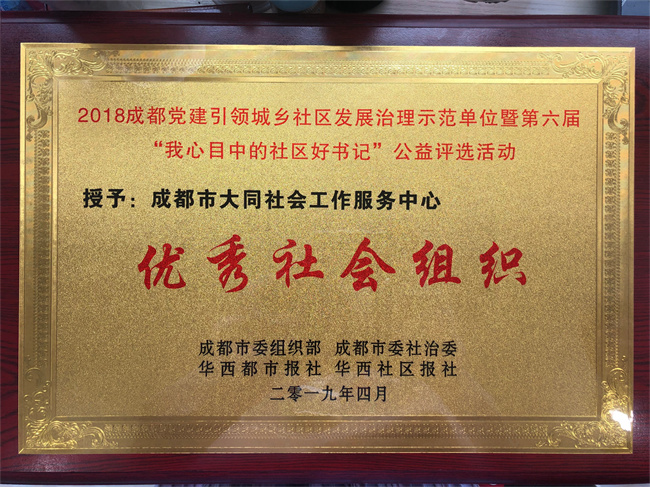 2018成都党建引领城乡社区发展治理示范单位暨第六届
“我心目中的社区好书记”公益评选活动
授予：成都市大同社会工作服务中心
优秀社会组织
成都市委组织部 成都市委社治委
华西都市报社 华西社区报社
二零一九年四月